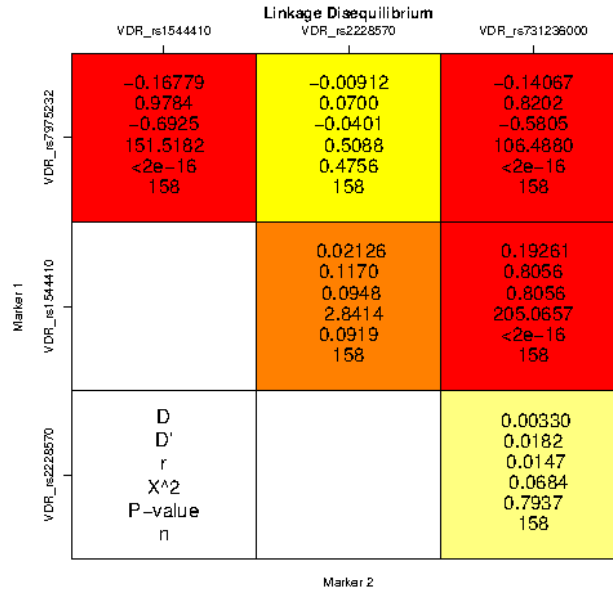 Linkage Disequilibrium
VDR_rs1544410 VDR_rs2228570 VDR_rs731236000
VDR_rs7975232
−0.16779 −0.00912 −0.14067
0.9784 0.0700 0.8202
−0.6925 −0.0401 −0.5805
151.5182 0.5088 106.4880
<2e−16 0.4756 <2e−16
158 158 158
Marker 1
VDR_rs1544410
0.02126 0.19261
0.1170 0.8056
0.0948 0.8056
2.8414 205.0657
0.0919 <2e−16
158 158
VDR_rs2228570
D 0.00330
D' 0.0182
r 0.0147
X^2 0.0684
P−value 0.7937
n 158
Marker 2